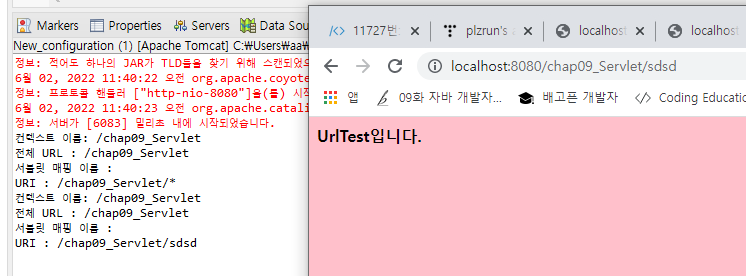 Markers Properties Servers Data Sou
New_configuration (1) [Apache Tomcat] C:\Users\aa\
정보: 적어도 하나의 JAR가 TLD들을 찾기 위해 스캔되었으
6월 02, 2022 11:40:22 오전 org.apache.coyote
정보: 프로토콜 핸들러 ["http-nio-8080"]을(를) 시작
6월 02, 2022 11:40:23 오전 org.apache.catali
정보: 서버가 [6083] 밀리초 내에 시작되었습니다.
컨텍스트 이름: /chap09_Servlet
전체 URL : /chap09_Servlet
서블릿 매핑 이름 :
URI : /chap09_Servlet/*
컨텍스트 이름: /chap09_Servlet
전체 URL : /chap09_Servlet
서블릿 매핑 이름 :
URI : /chap09_Servlet/sdsd
</> 11727번: plzrun's a localhost localhost
localhost:8080/chap09_Servlet/sdsd
앱 09화 자바 개발자... 배고픈 개발자 </> Coding Education
UrlTest입니다.